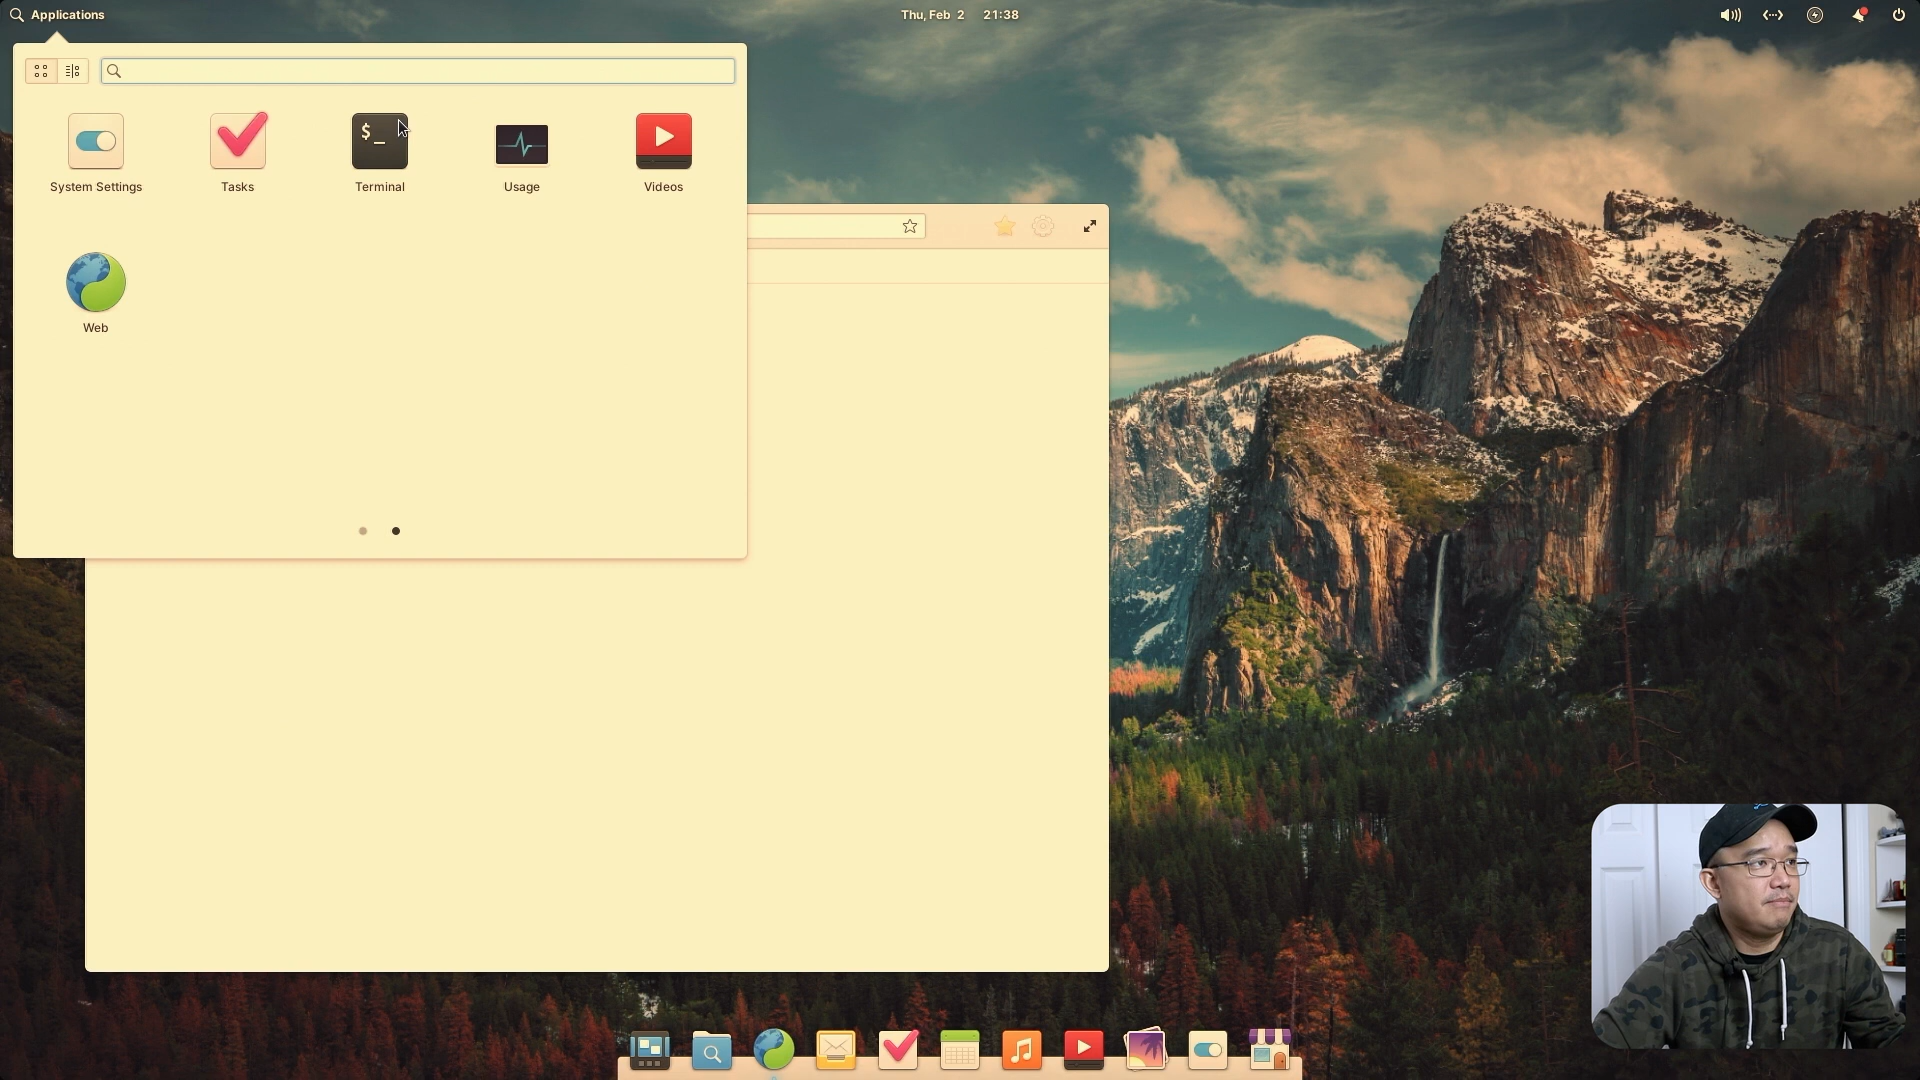 Applications
Thu, Feb 2 21:38
System Settings
Tasks
$_
Terminal
Usage
Videos
Web